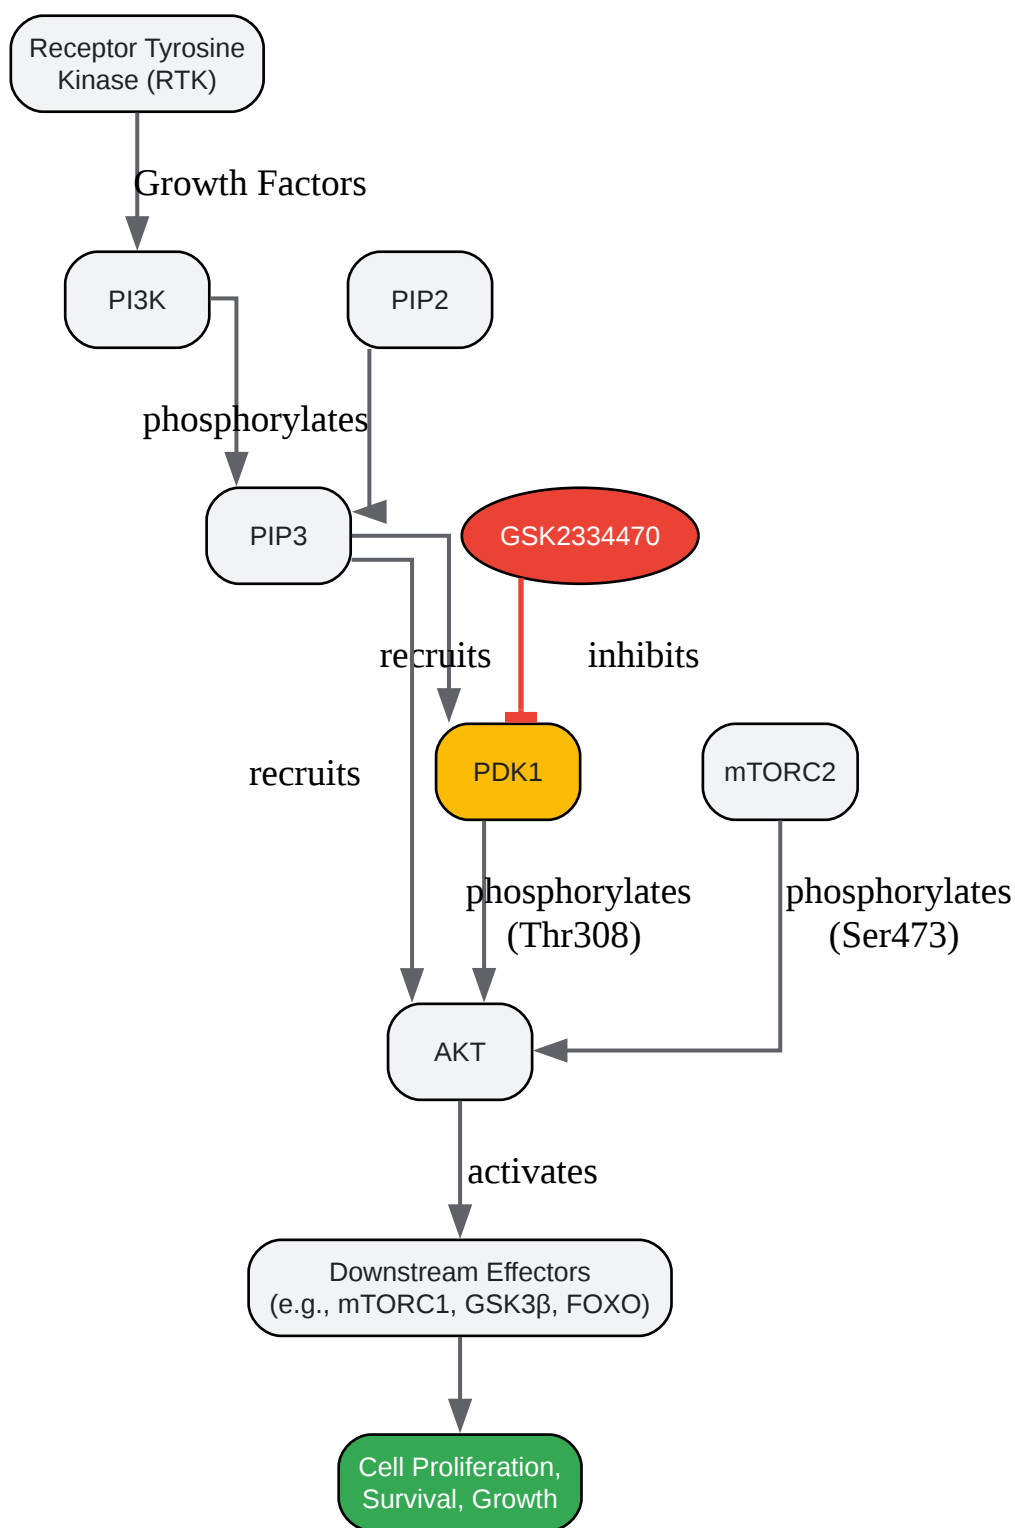 Receptor Tyrosine
Kinase (RTK)
Growth Factors
PI3K
PIP2
phosphorylates
PIP3
GSK2334470
recruits
inhibits
recruits
PDK1
mTORC2
phosphorylates
(Thr308)
phosphorylates
(Ser473)
AKT
activates
Downstream Effectors
(e.g., mTORC1, GSK3β, FOXO)
Cell Proliferation,
Survival, Growth